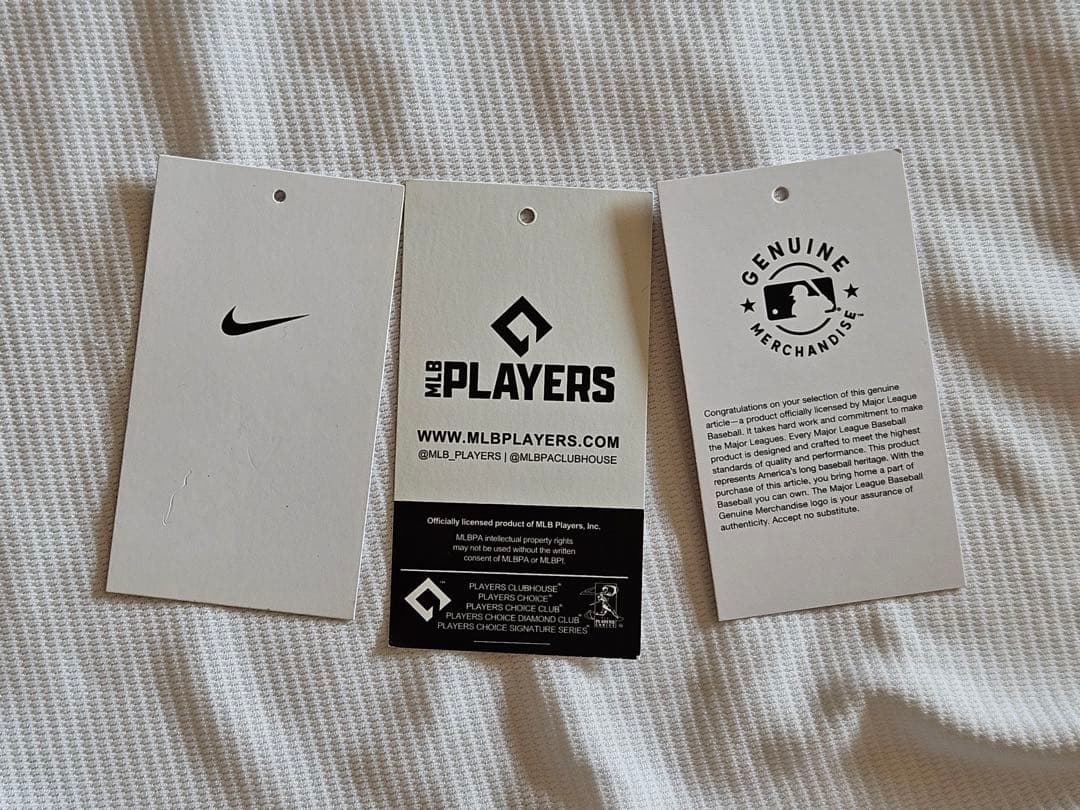 MLB PLAYERS
WWW.MLBPLAYERS.COM
@MLB_PLAYERS | @MLBPACLUBHOUSE
Officially licensed product of MLB Players, Inc.
MLBPA intellectual property rights
may not be used without the written
consent of MLBPA or MLBPI.
PLAYERS CLUBHOUSE
PLAYERS CHOICE
PLAYERS CHOICE CLUB
PLAYERS CHOICE DIAMOND CLUB
PLAYERS CHOICE SIGNATURE SERIES
PLAYERS
CHOICE
GENUINE
MERCHANDISE
Congratulations on your selection of this genuine
article—a product officially licensed by Major League
Baseball. It takes hard work and commitment to make
the Major Leagues. Every Major League Baseball
product is designed and crafted to meet the highest
standards of quality and performance. This product
represents America's long baseball heritage. With the
purchase of this article, you bring home a part of
Baseball you can own. The Major League Baseball
Genuine Merchandise logo is your assurance of
authenticity. Accept no substitute.